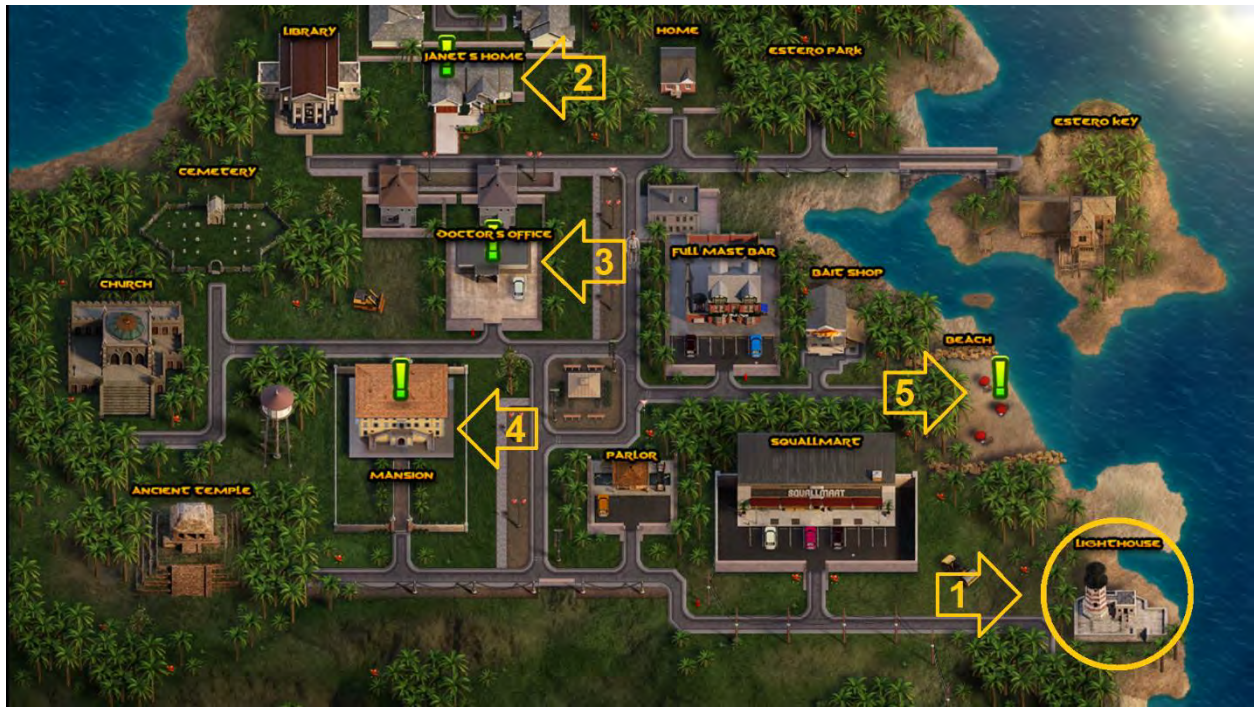 LIBRARY
JANET'S HOME
2
HOME
ESTERO PARK
ESTERO KEY
CEMETERY
DOCTOR'S OFFICE
3
FULL MAST BAR
BAIT SHOP
CHURCH
BEACH
5
4
MANSION
PARLOR
SQUALLMART
SQUALLMART
ANCIENT TEMPLE
LIGHTHOUSE
1